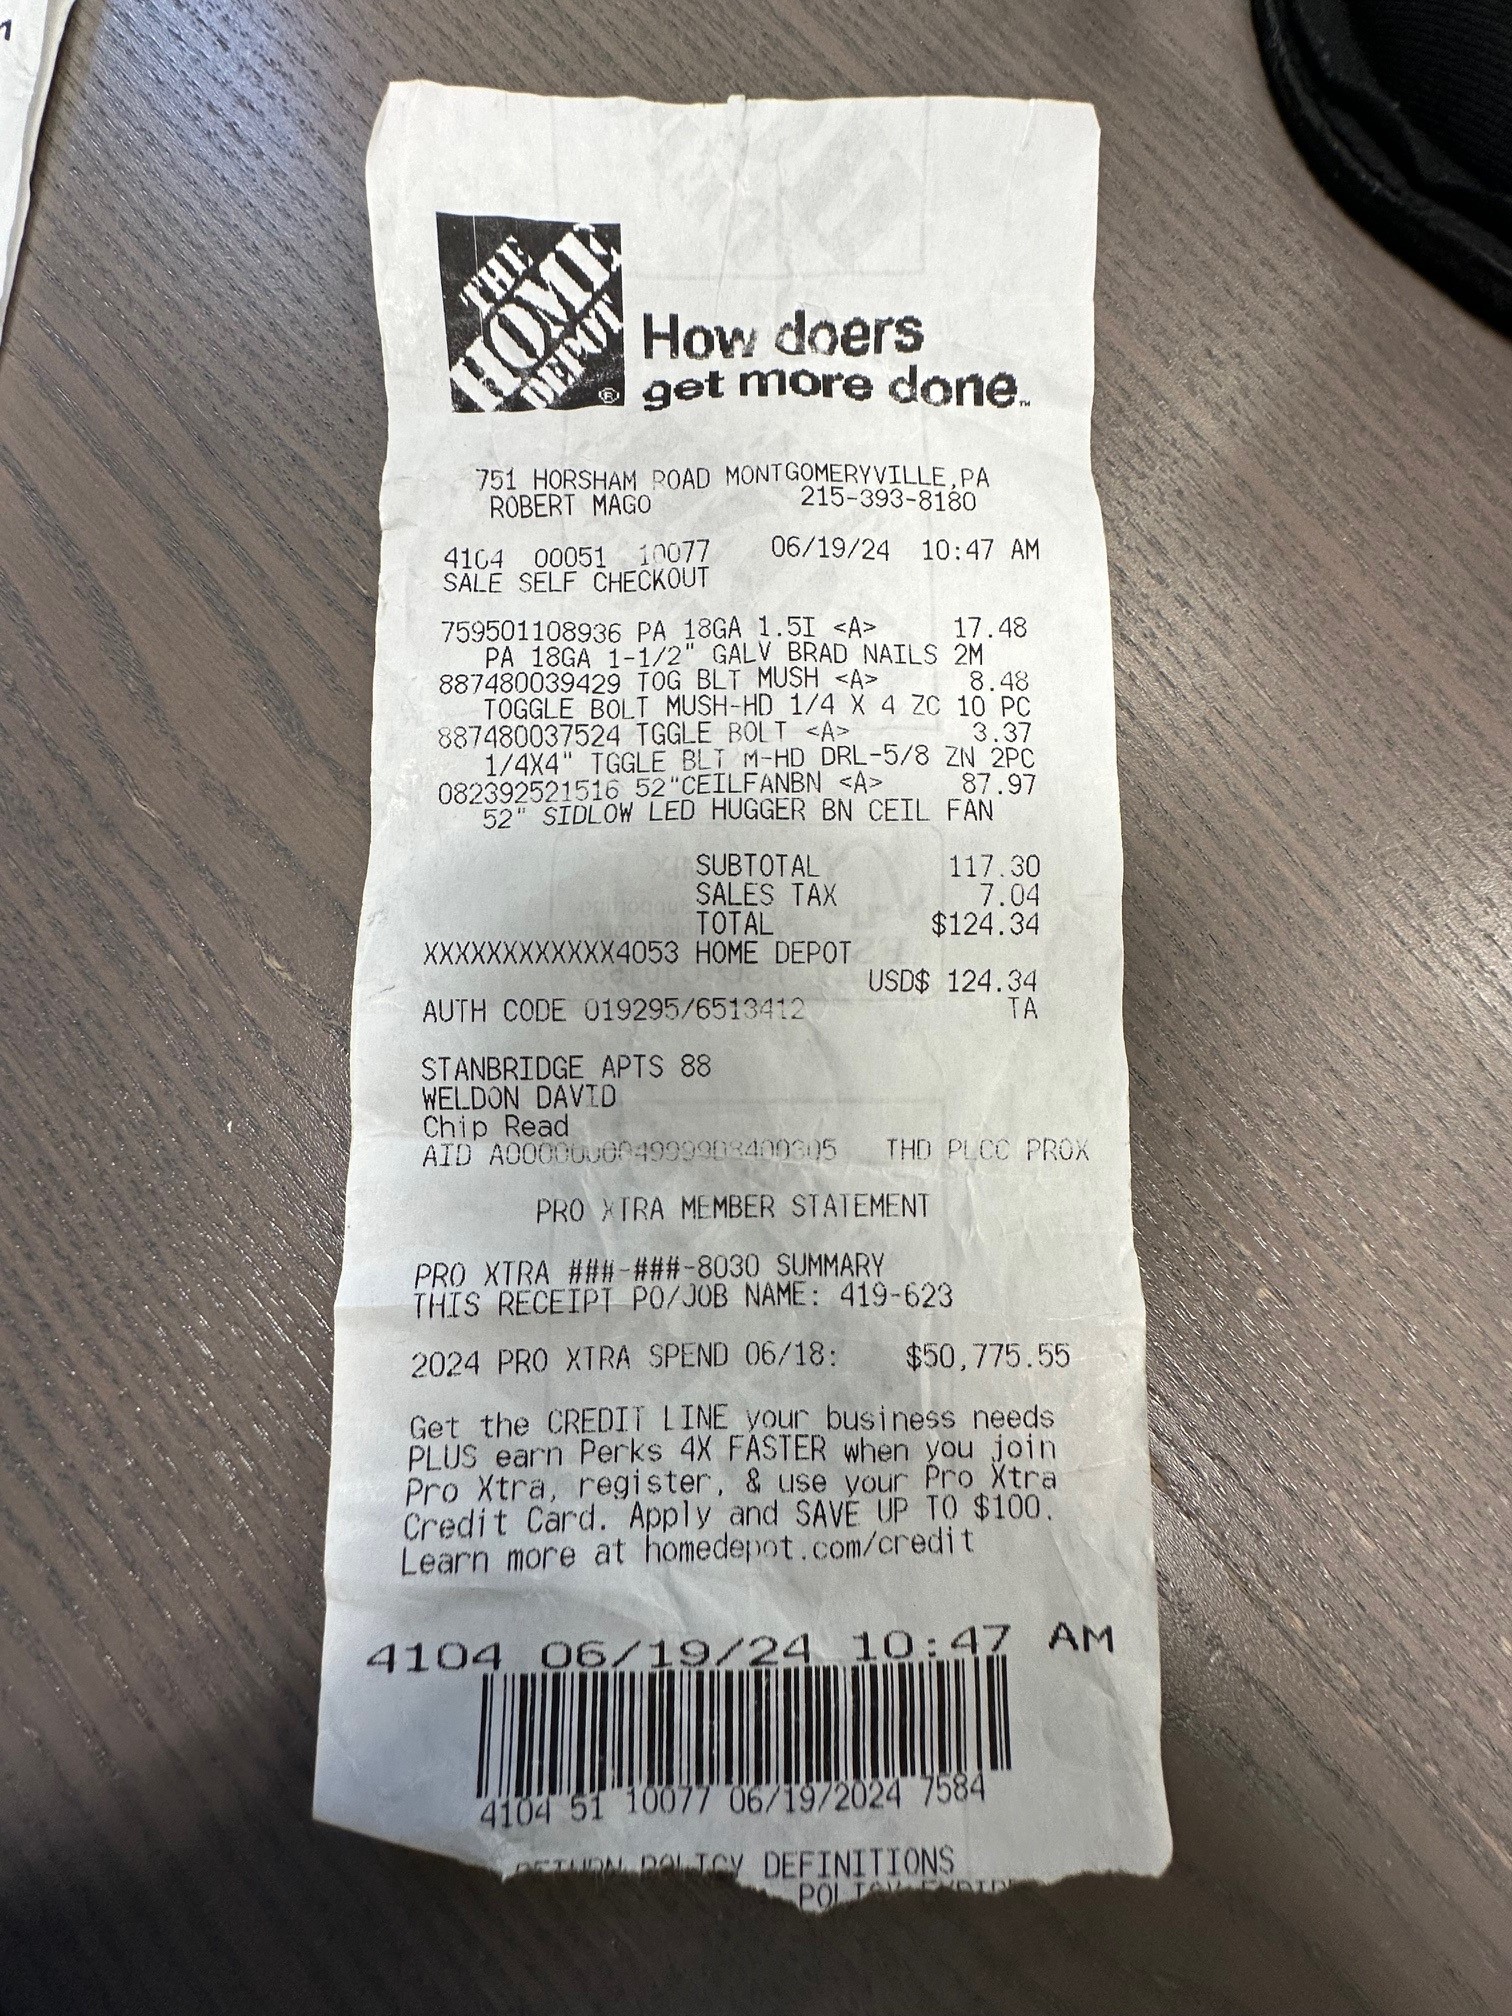 THE
HOME
DEPOT
®
How doers
get more done™
751 HORSHAM ROAD MONTGOMERYVILLE,PA
ROBERT MAGO 215-393-8180
4104 00051 10077 06/19/24 10:47 AM
SALE SELF CHECKOUT
759501108936 PA 18GA 1.5I <A> 17.48
PA 18GA 1-1/2" GALV BRAD NAILS 2M
887480039429 TOG BLT MUSH <A> 8.48
TOGGLE BOLT MUSH-HD 1/4 X 4 ZC 10 PC
887480037524 TGGLE BOLT <A> 3.37
1/4X4" TGGLE BLT M-HD DRL-5/8 ZN 2PC
082392521516 52"CEILFANBN <A> 87.97
52" SIDLOW LED HUGGER BN CEIL FAN
SUBTOTAL 117.30
SALES TAX 7.04
TOTAL $124.34
XXXXXXXXXXXX4053 HOME DEPOT
USD$ 124.34
AUTH CODE 019295/6513412 TA
STANBRIDGE APTS 88
WELDON DAVID
Chip Read
AID THD PLCC PROX
PRO XTRA MEMBER STATEMENT
PRO XTRA ###-###-8030 SUMMARY
THIS RECEIPT PO/JOB NAME: 419-623
2024 PRO XTRA SPEND 06/18: $50,775.55
Get the CREDIT LINE your business needs
PLUS earn Perks 4X FASTER when you join
Pro Xtra, register, & use your Pro Xtra
Credit Card. Apply and SAVE UP TO $100.
Learn more at homedepot.com/credit
4104 06/19/24 10:47 AM
4104 51 10077 06/19/2024 7584
RETURN POLICY DEFINITIONS
POLICY